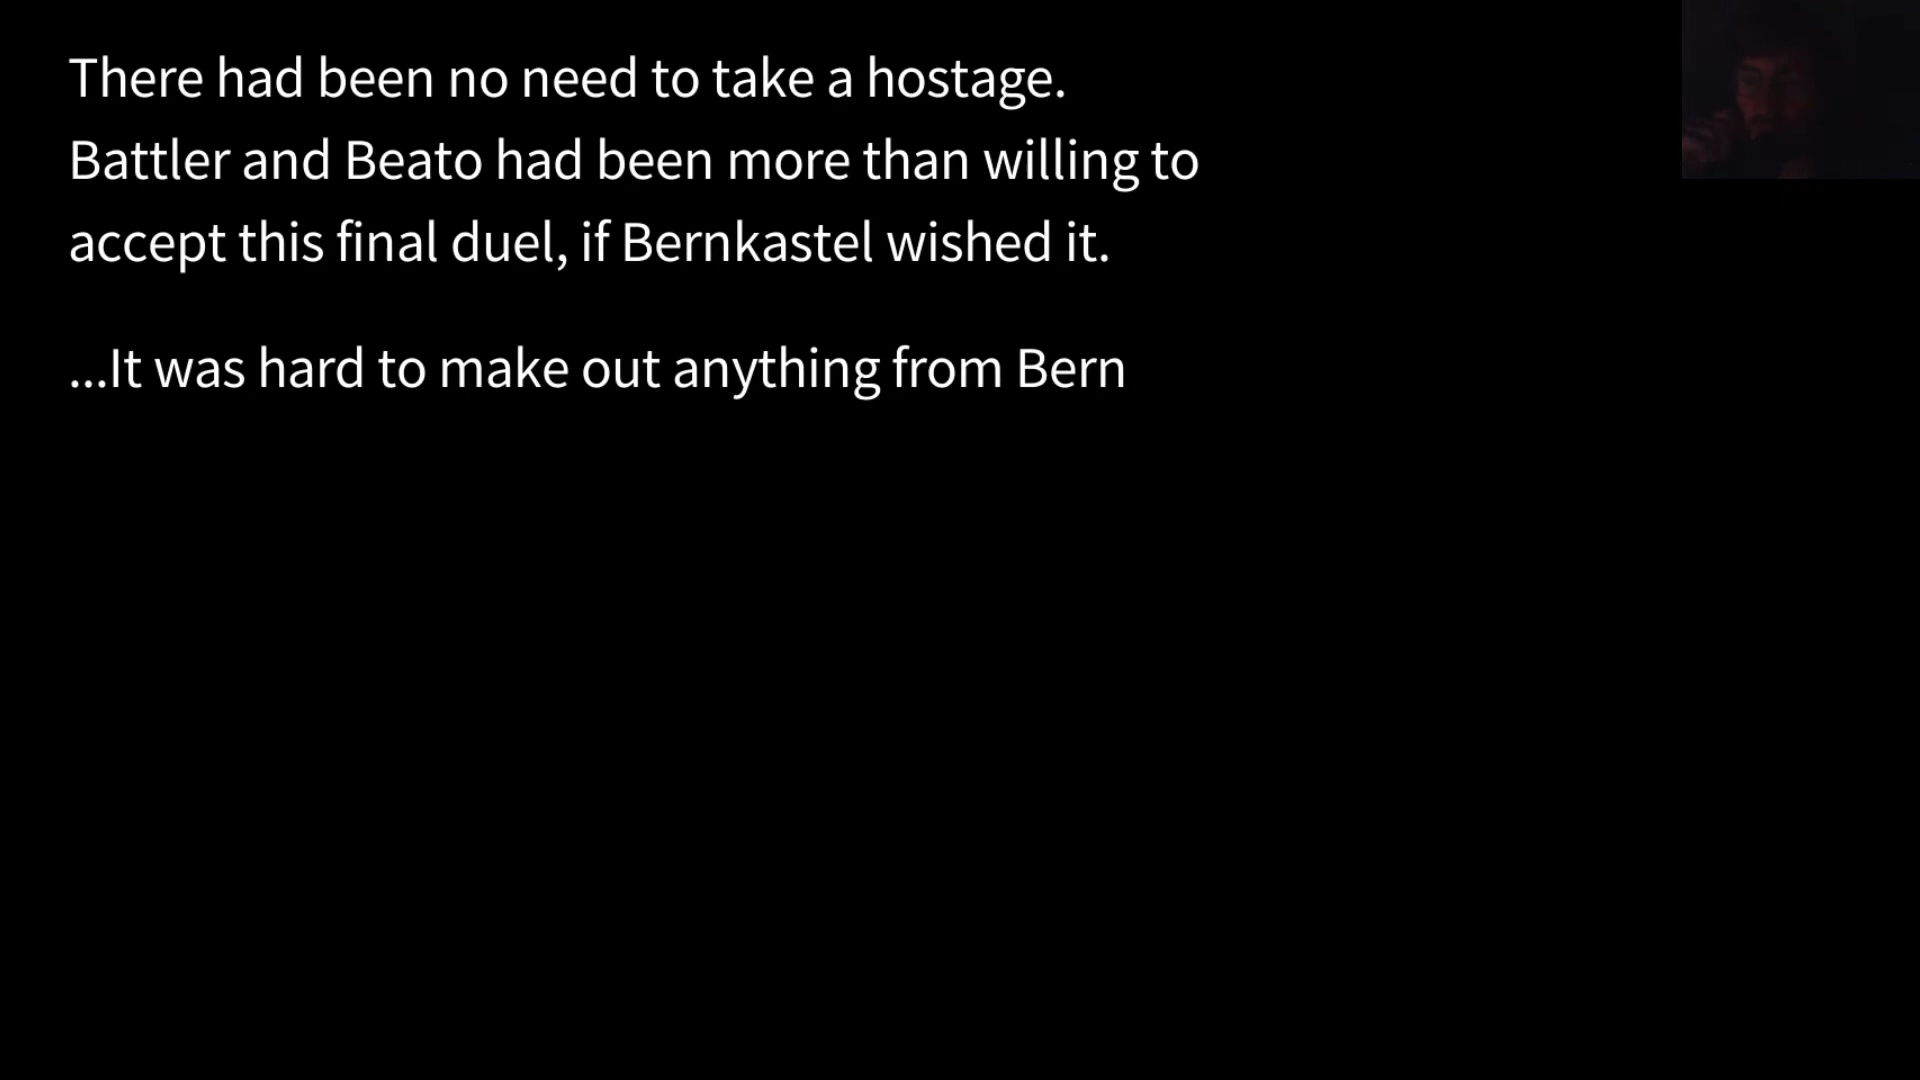 There had been no need to take a hostage.
Battler and Beato had been more than willing to
accept this final duel, if Bernkastel wished it.
...It was hard to make out anything from Bern